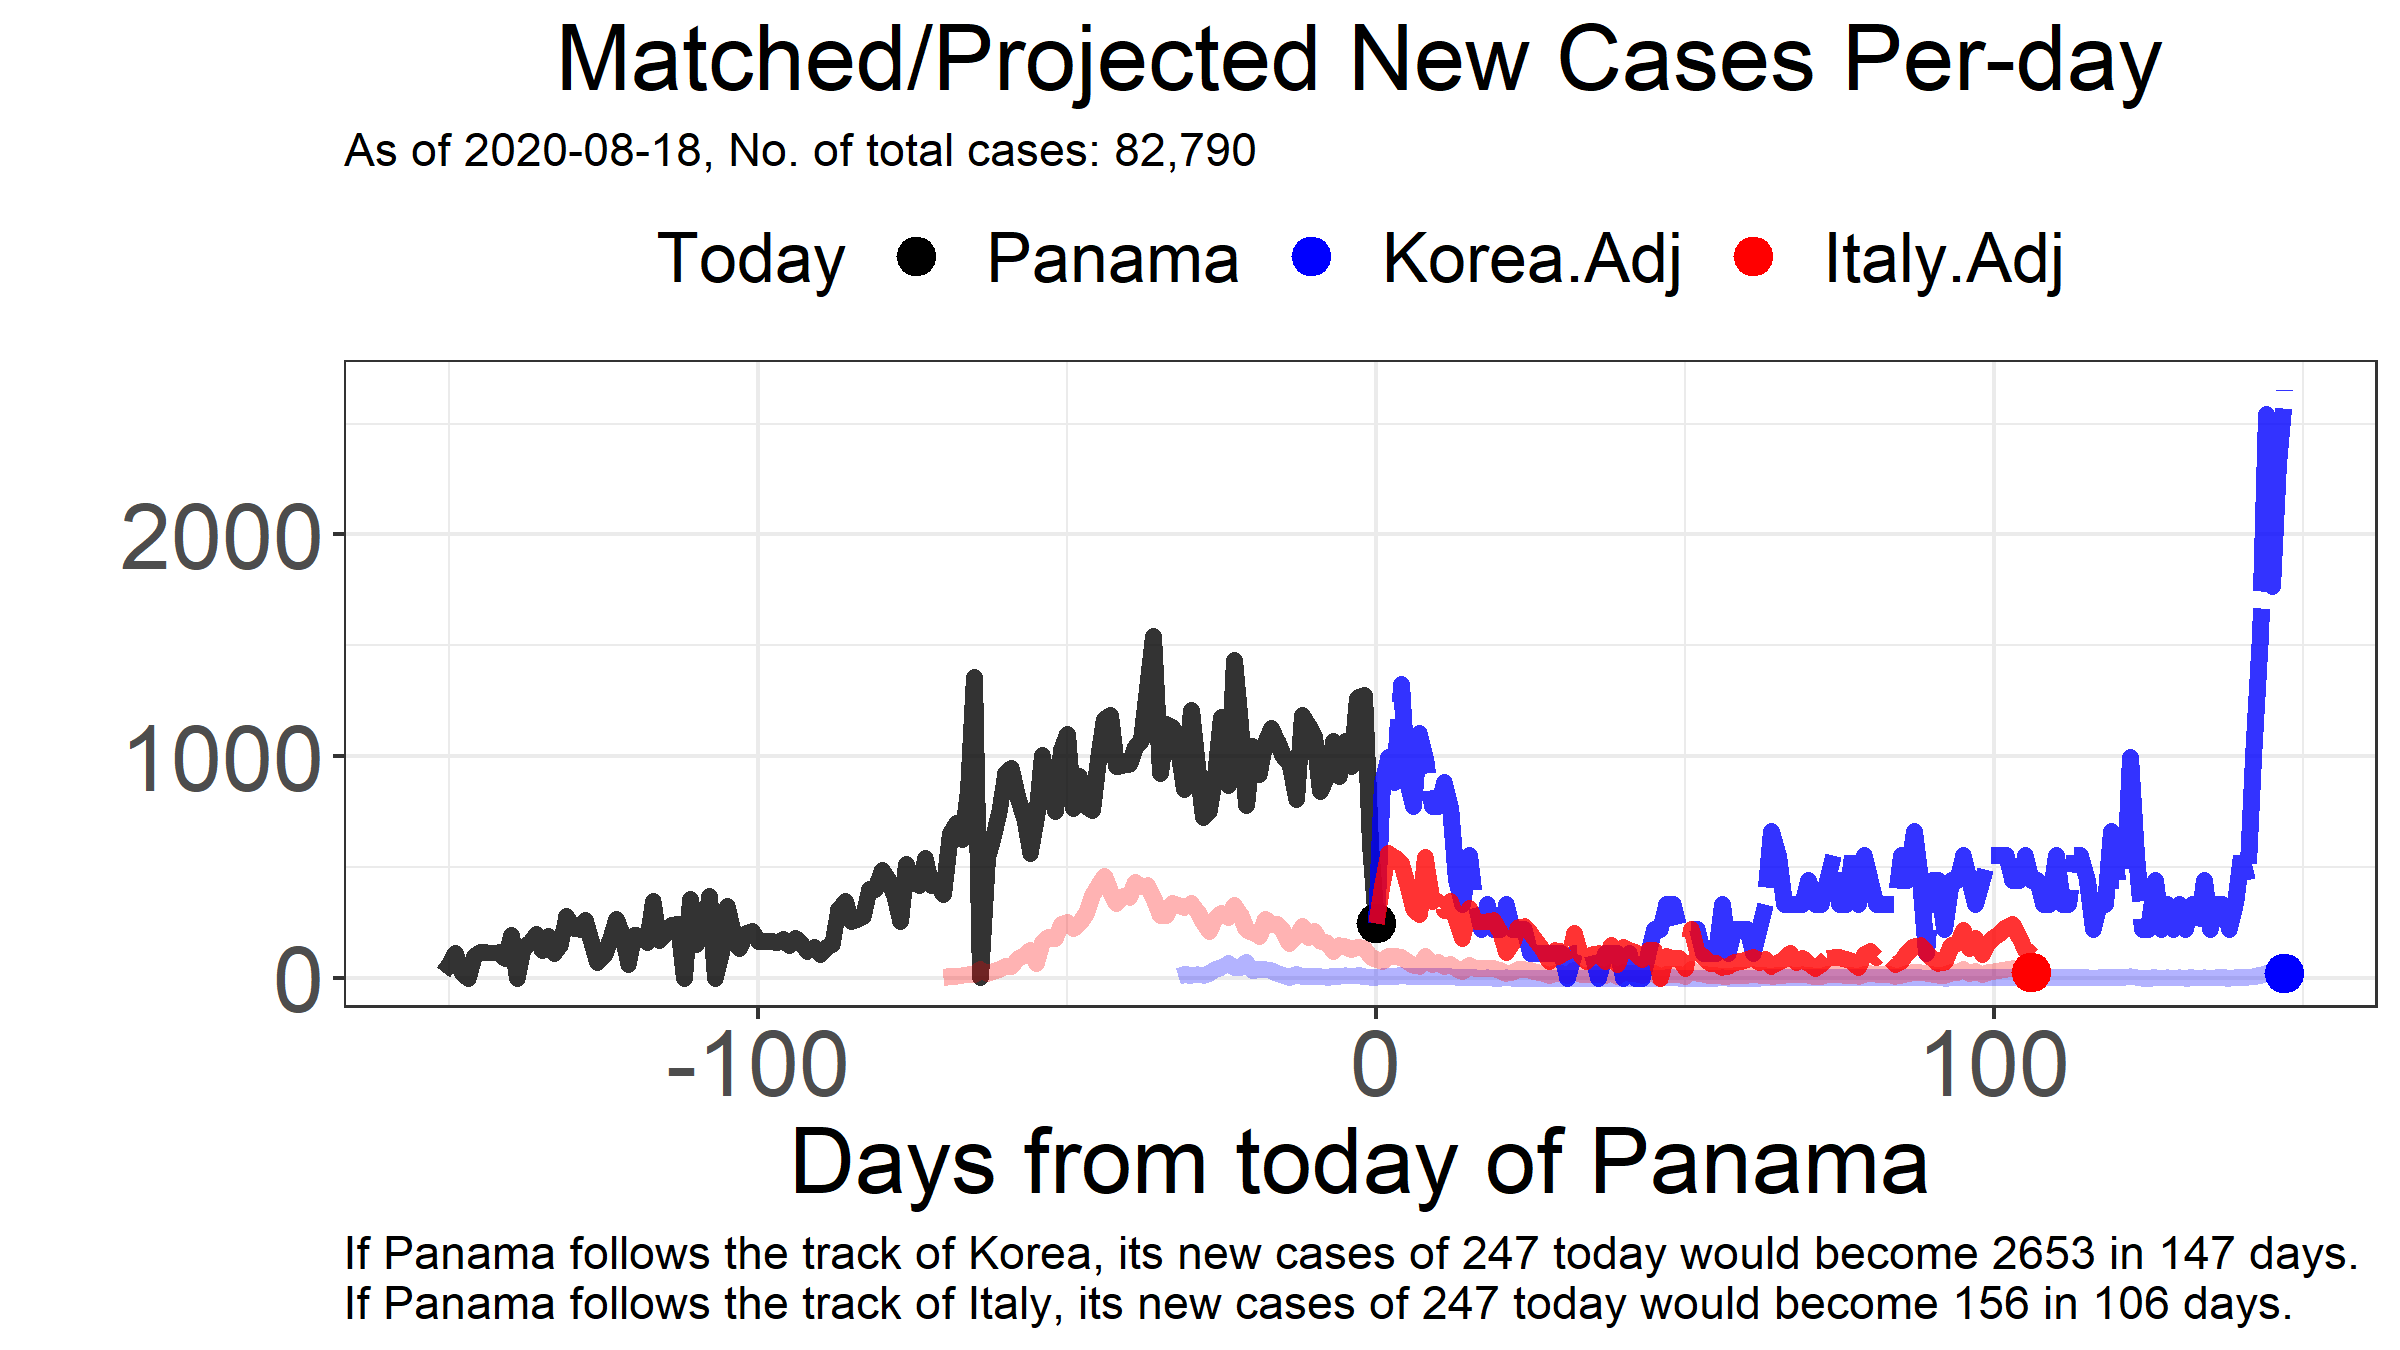 Matched/Projected New Cases Per-day
As of 2020-08-18, No. of total cases: 82,790
Today Panama Korea.Adj Italy.Adj
2000
1000
0
-100 0 100
Days from today of Panama
If Panama follows the track of Korea, its new cases of 247 today would become 2653 in 147 days.
If Panama follows the track of Italy, its new cases of 247 today would become 156 in 106 days.